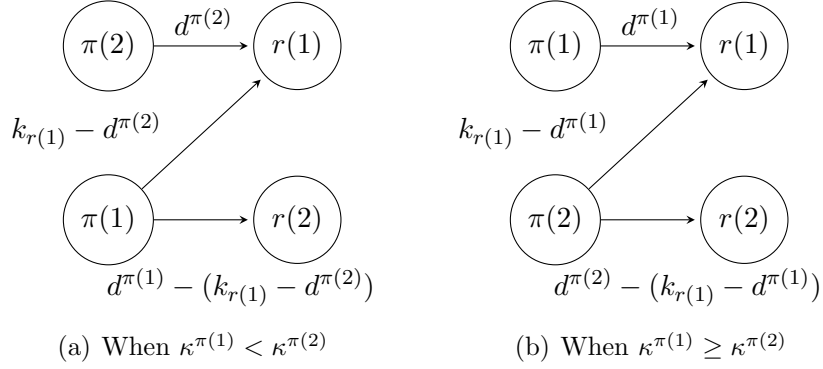 d^{π(2)}
π(2) r(1)
k_{r(1)} − d^{π(2)}
π(1) r(2)
d^{π(1)} − (k_{r(1)} − d^{π(2)})
(a) When κ^{π(1)} < κ^{π(2)}
d^{π(1)}
π(1) r(1)
k_{r(1)} − d^{π(1)}
π(2) r(2)
d^{π(2)} − (k_{r(1)} − d^{π(1)})
(b) When κ^{π(1)} ≥ κ^{π(2)}